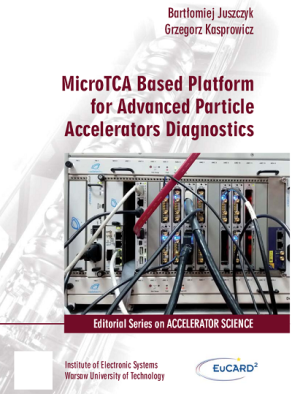 Bartłomiej Juszczyk
Grzegorz Kasprowicz
MicroTCA Based Platform
for Advanced Particle
Accelerators Diagnostics
Editorial Series on ACCELERATOR SCIENCE
Institute of Electronic Systems
Warsaw University of Technology
EuCARD²